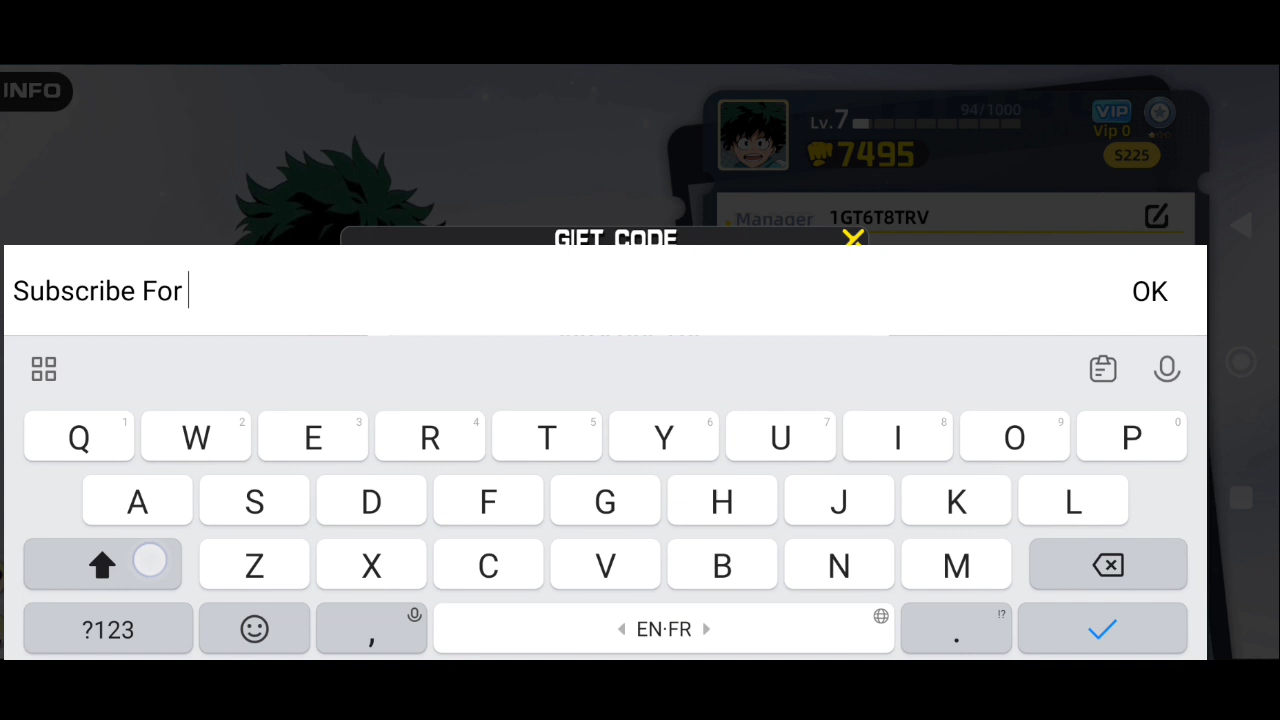 INFO
Lv.7
94/1000
VIP
Vip 0
7495
S225
Manager 1GT6T8TRV
GIFT CODE
Subscribe For
OK
Q 1 W 2 E 3 R 4 T 5 Y 6 U 7 I 8 O 9 P 0
A S D F G H J K L
Z X C V B N M
?123 , EN·FR . !?